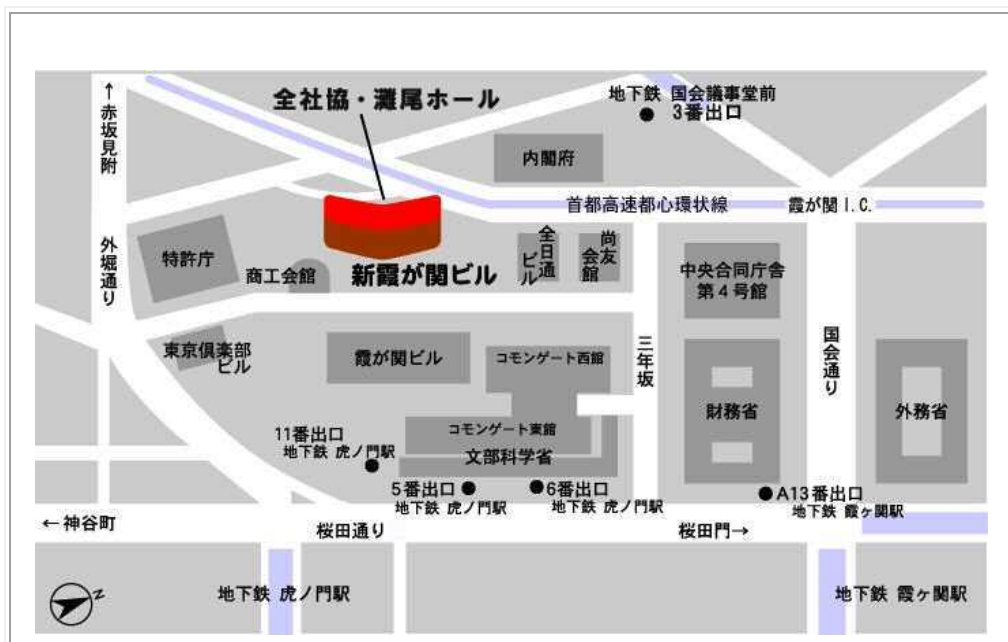 ↑赤坂見附
全社協・灘尾ホール
地下鉄 国会議事堂前
3番出口
内閣府
首都高速都心環状線
霞が関 I.C.
外堀通り
特許庁
商工会館
新霞が関ビル
全日通
ビル
尚友
会館
中央合同庁舎
第4号館
東京倶楽部
ビル
霞が関ビル
コモンゲート西館
三年坂
国会通り
財務省
外務省
コモンゲート東館
文部科学省
11番出口
地下鉄 虎ノ門駅
5番出口
地下鉄 虎ノ門駅
6番出口
地下鉄 虎ノ門駅
A13番出口
地下鉄 霞ヶ関駅
←神谷町
桜田通り
桜田門→
地下鉄 虎ノ門駅
地下鉄 霞ヶ関駅
N